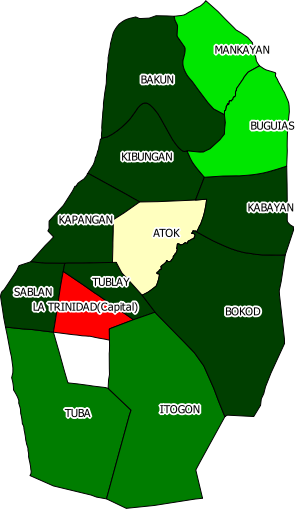 MANKAYAN
BAKUN
BUGUIAS
KIBUNGAN
KABAYAN
KAPANGAN
ATOK
TUBLAY
SABLAN
LA TRINIDAD(Capital)
BOKOD
TUBA
ITOGON